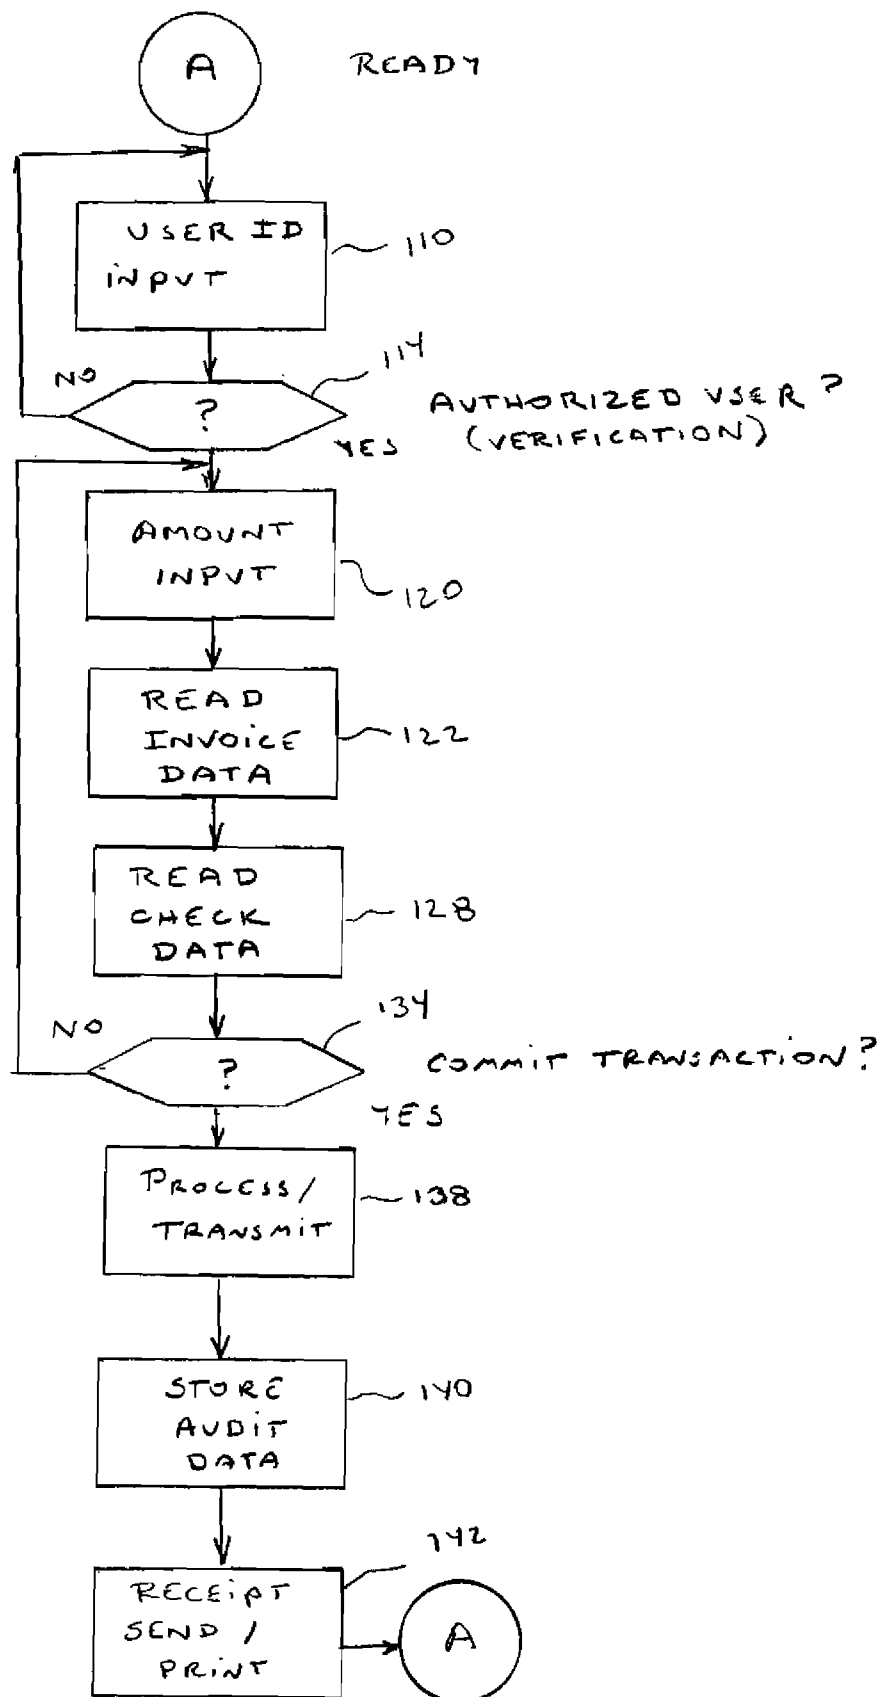 A
READY
USER ID
INPUT
110
NO
114
?
AUTHORIZED USER?
YES
(VERIFICATION)
AMOUNT
INPUT
120
READ
INVOICE
DATA
122
READ
CHECK
DATA
128
NO
134
?
COMMIT TRANSACTION?
YES
PROCESS/
TRANSMIT
138
STORE
AUDIT
DATA
140
142
RECEIPT
SEND /
PRINT
A